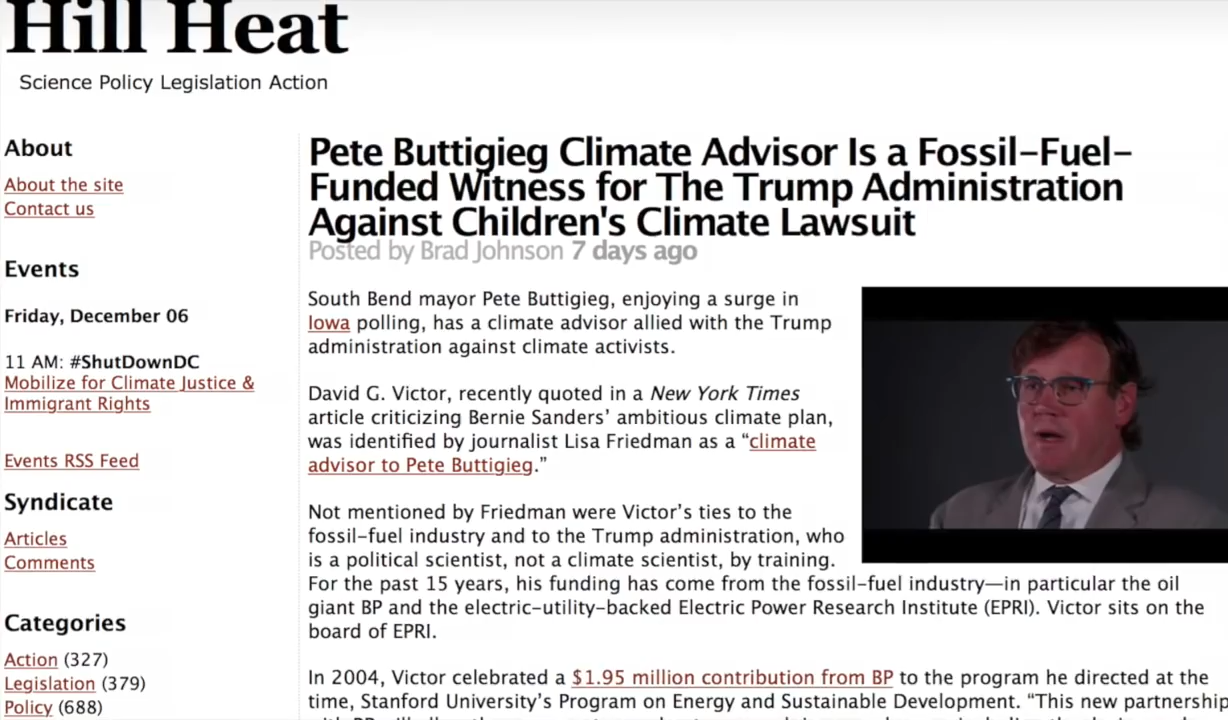 Hill Heat
Science Policy Legislation Action
About
About the site
Contact us
Events
Friday, December 06
11 AM: #ShutDownDC
Mobilize for Climate Justice &
Immigrant Rights
Events RSS Feed
Syndicate
Articles
Comments
Categories
Action (327)
Legislation (379)
Policy (688)
Pete Buttigieg Climate Advisor Is a Fossil-Fuel-
Funded Witness for The Trump Administration
Against Children's Climate Lawsuit
Posted by Brad Johnson 7 days ago
South Bend mayor Pete Buttigieg, enjoying a surge in
Iowa polling, has a climate advisor allied with the Trump
administration against climate activists.
David G. Victor, recently quoted in a New York Times
article criticizing Bernie Sanders’ ambitious climate plan,
was identified by journalist Lisa Friedman as a “climate
advisor to Pete Buttigieg.”
Not mentioned by Friedman were Victor’s ties to the
fossil-fuel industry and to the Trump administration, who
is a political scientist, not a climate scientist, by training.
For the past 15 years, his funding has come from the fossil-fuel industry—in particular the oil
giant BP and the electric-utility-backed Electric Power Research Institute (EPRI). Victor sits on the
board of EPRI.
In 2004, Victor celebrated a $1.95 million contribution from BP to the program he directed at the
time, Stanford University’s Program on Energy and Sustainable Development. “This new partnership